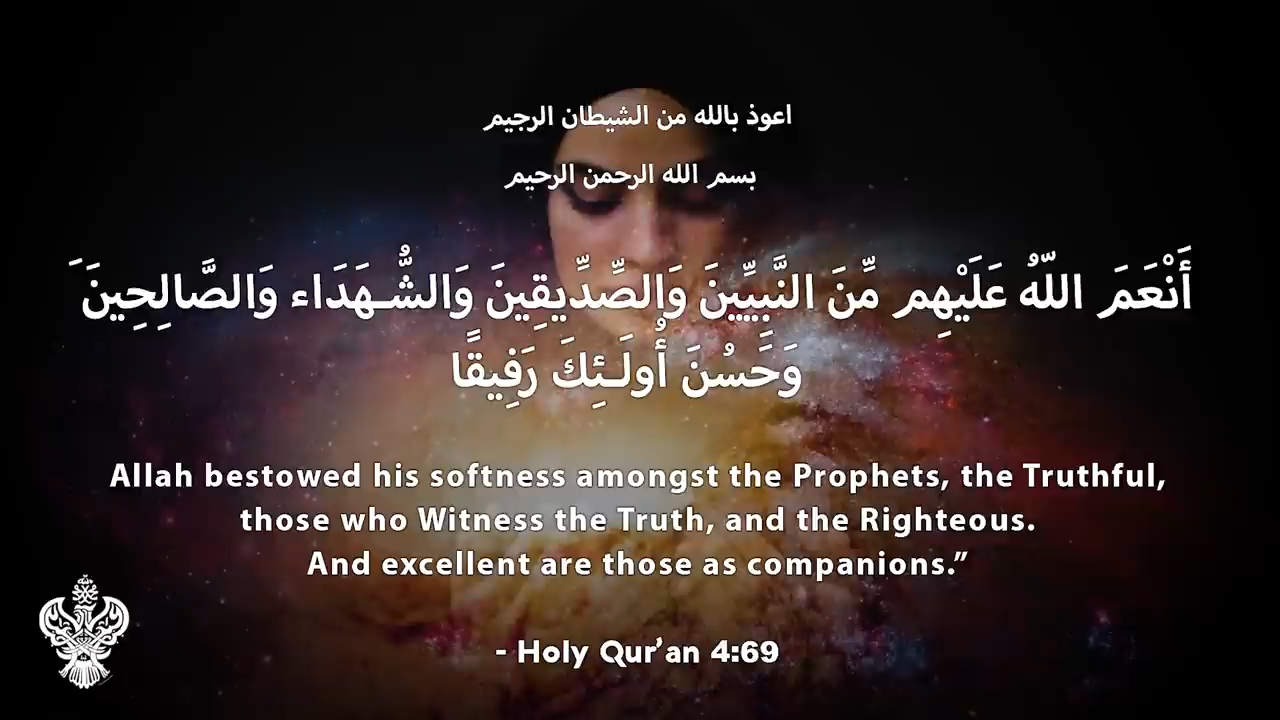 اعوذ بالله من الشيطان الرجيم
بسم الله الرحمن الرحيم
أَنْعَمَ اللّهُ عَلَيْهِم مِّنَ النَّبِيِّينَ وَالصِّدِّيقِينَ وَالشُّهَدَاء وَالصَّالِحِينَ َ
وَحَسُنَ أُولَـئِكَ رَفِيقًا
Allah bestowed his softness amongst the Prophets, the Truthful,
those who Witness the Truth, and the Righteous.
And excellent are those as companions.”
- Holy Qur’an 4:69